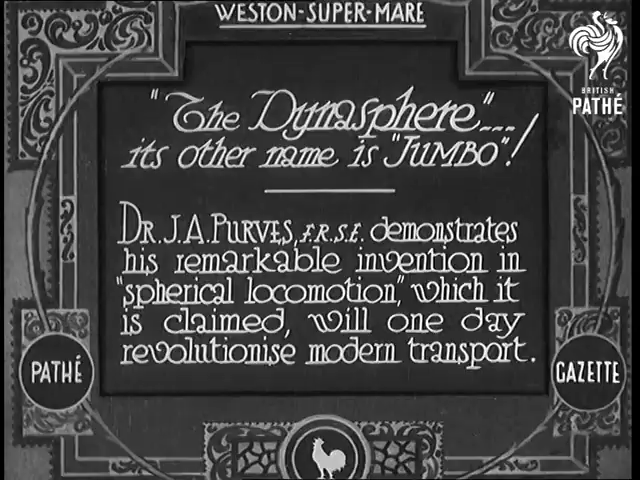 WESTON-SUPER-MARE
BRITISH
PATHÉ
"The Dynasphere"...
its other name is "JUMBO"!
DR. J.A. PURVES, F.R.S.E. demonstrates
his remarkable invention in
"spherical locomotion", which it
is claimed, will one day
revolutionise modern transport.
PATHÉ
GAZETTE